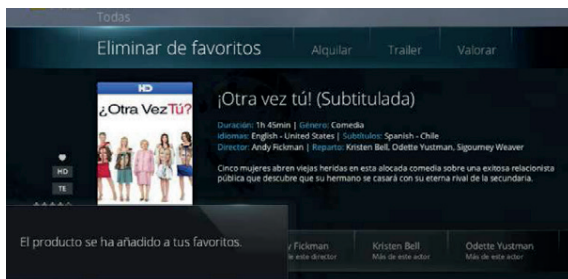 Todas
Eliminar de favoritos Alquilar Trailer Valorar
HD
¿Otra Vez Tú?
¡Otra vez tú! (Subtitulada)
Duración: 1h 45min | Género: Comedia
Idiomas: English - United States | Subtítulos: Spanish - Chile
Director: Andy Fickman | Reparto: Kristen Bell, Odette Yustman, Sigourney Weaver
Cinco mujeres abren viejas heridas en esta alocada comedia sobre una exitosa relacionista
pública que descubre que su hermano se casará con su eterna rival de la secundaria.
HD
TE
El producto se ha añadido a tus favoritos.
Fickman Kristen Bell Odette Yustman
este director Más de este actor Más de este actor